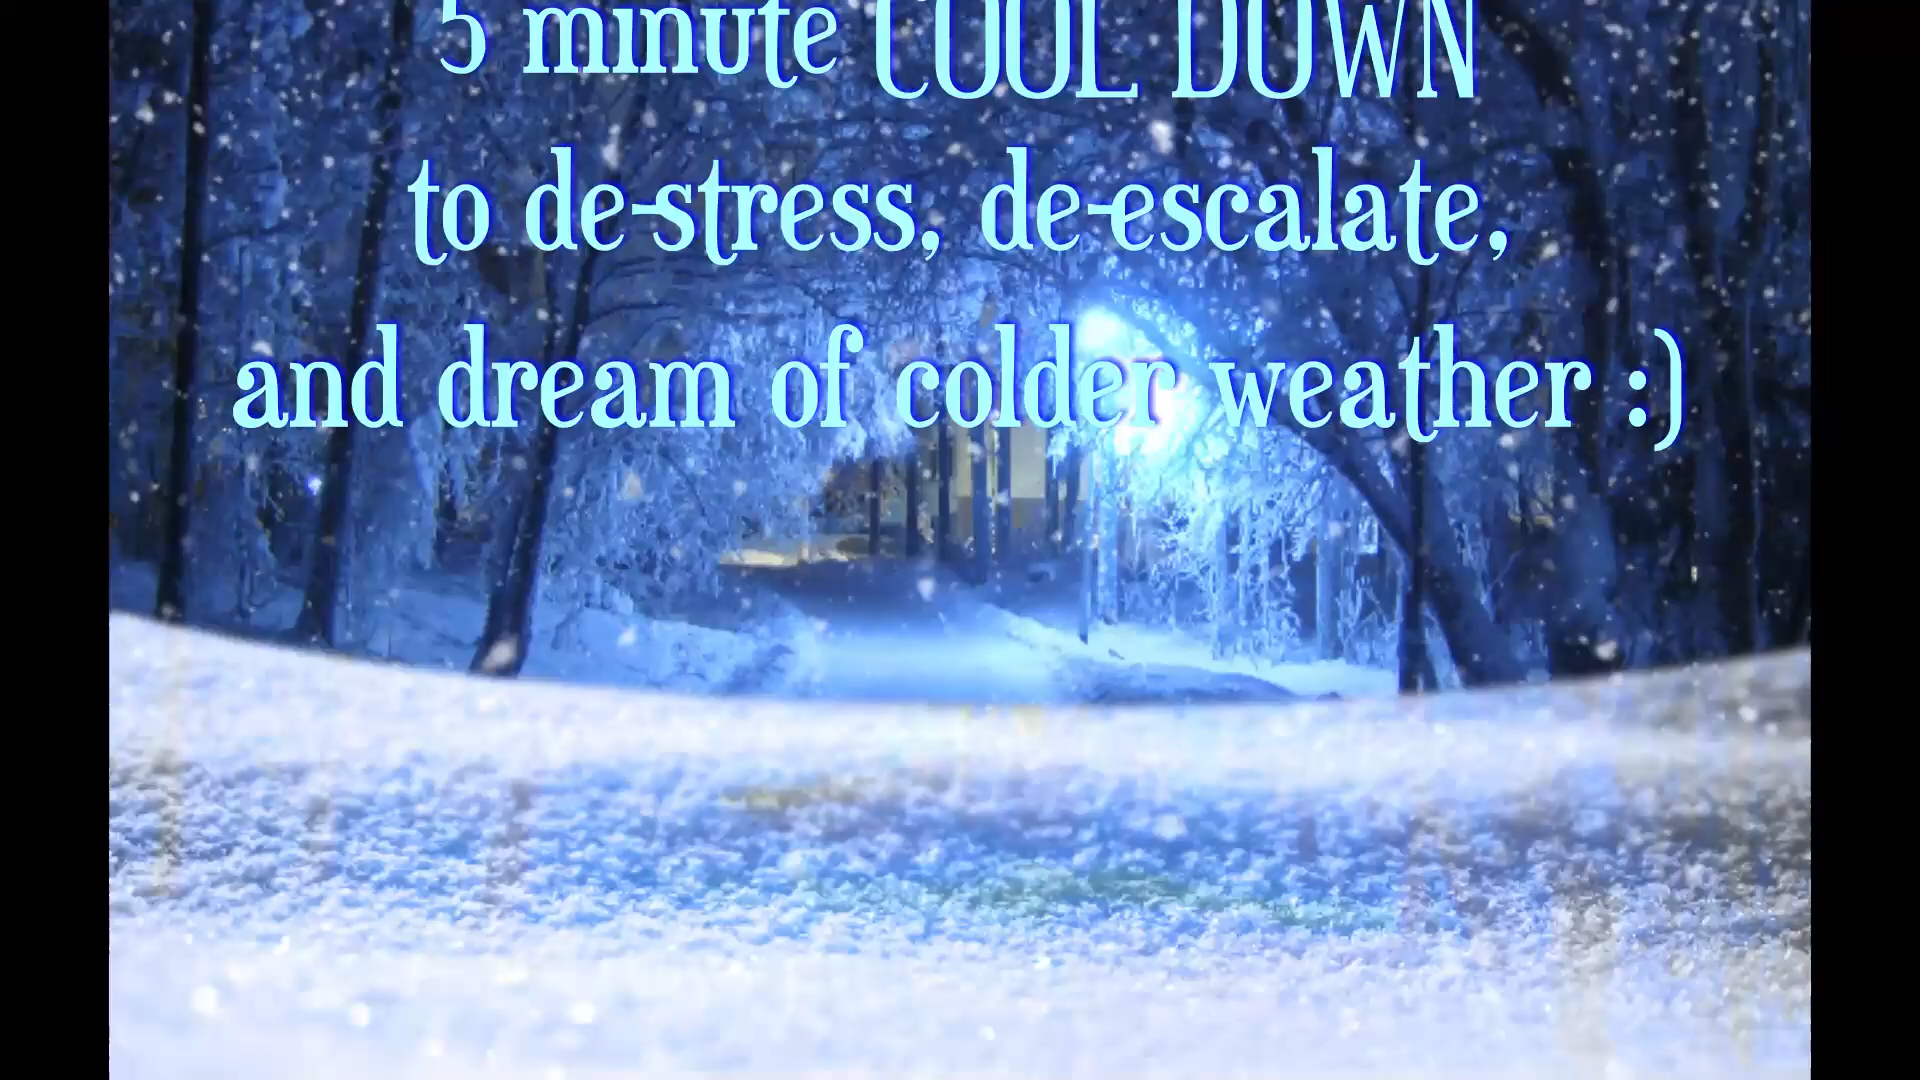 5 minute COOL DOWN
to de-stress, de-escalate,
and dream of colder weather :)